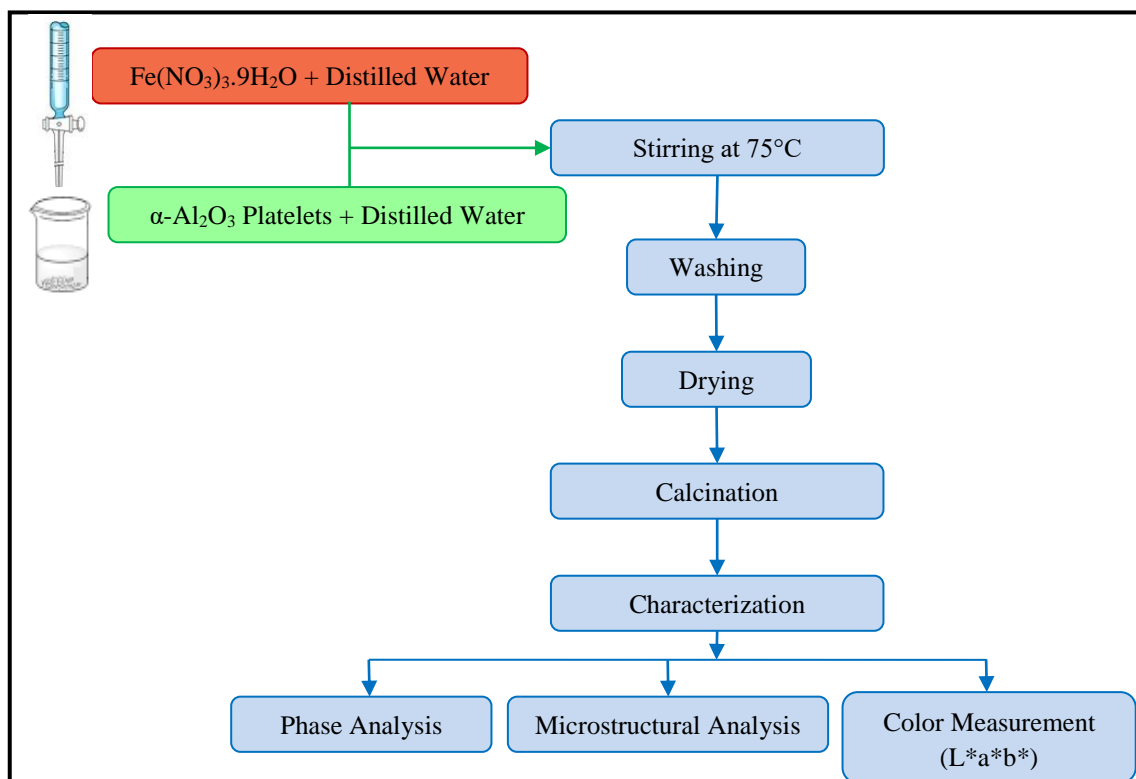 Fe(NO₃)₃.9H₂O + Distilled Water
Stirring at 75°C
α-Al₂O₃ Platelets + Distilled Water
Washing
Drying
Calcination
Characterization
Phase Analysis
Microstructural Analysis
Color Measurement
(L*a*b*)